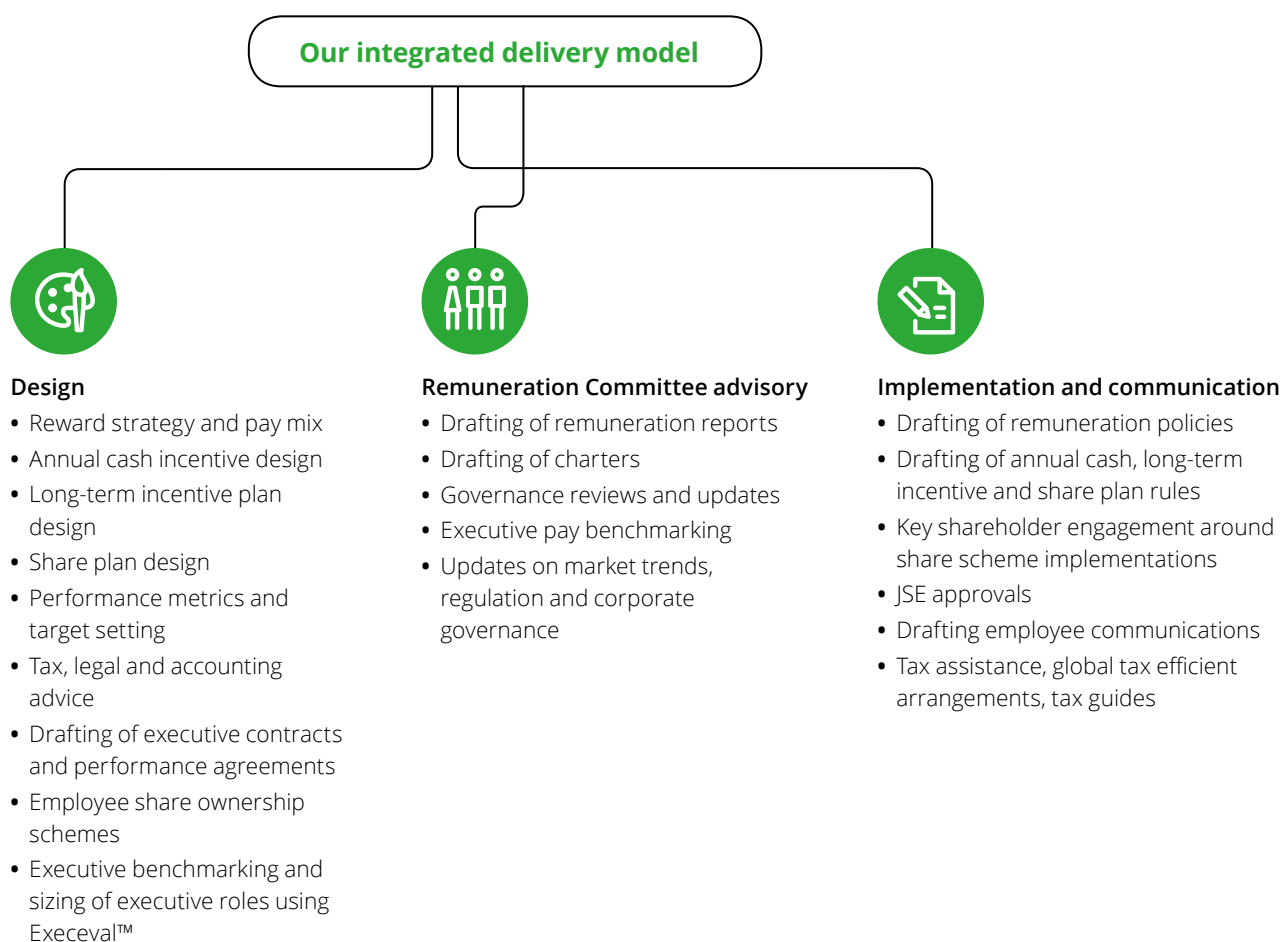 Our integrated delivery model
Design
• Reward strategy and pay mix
• Annual cash incentive design
• Long-term incentive plan
design
• Share plan design
• Performance metrics and
target setting
• Tax, legal and accounting
advice
• Drafting of executive contracts
and performance agreements
• Employee share ownership
schemes
• Executive benchmarking and
sizing of executive roles using
Execeval™
Remuneration Committee advisory
• Drafting of remuneration reports
• Drafting of charters
• Governance reviews and updates
• Executive pay benchmarking
• Updates on market trends,
regulation and corporate
governance
Implementation and communication
• Drafting of remuneration policies
• Drafting of annual cash, long-term
incentive and share plan rules
• Key shareholder engagement around
share scheme implementations
• JSE approvals
• Drafting employee communications
• Tax assistance, global tax efficient
arrangements, tax guides